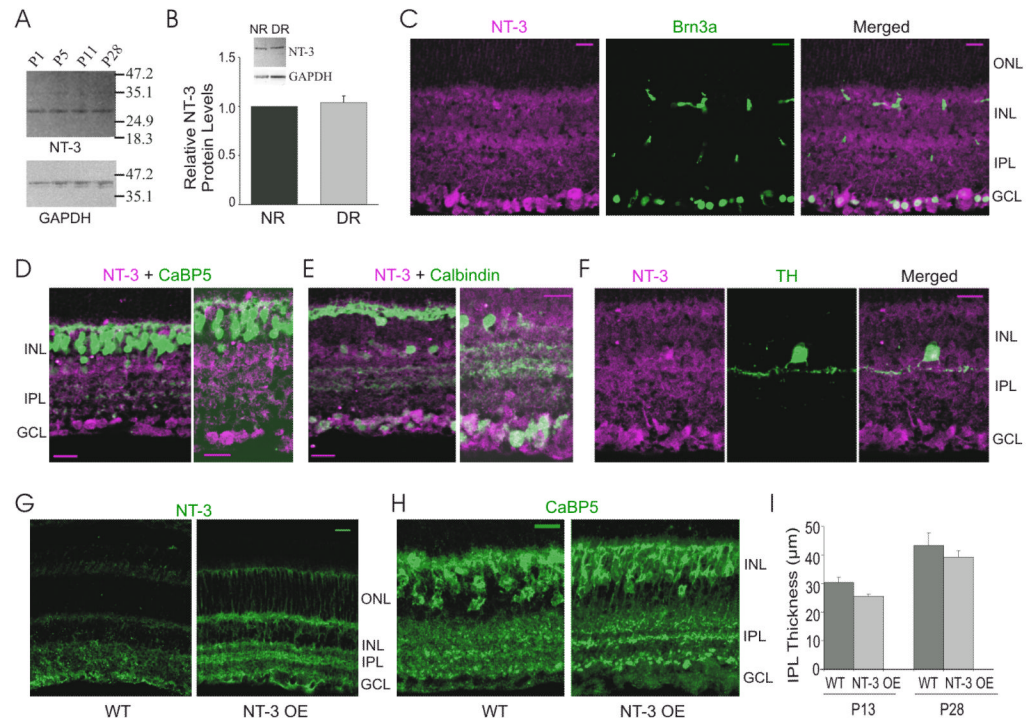 A
P1 P5 P11 P28
47.2
35.1
24.9
18.3
NT-3
47.2
35.1
GAPDH
B
NR DR
NT-3
GAPDH
Relative NT-3
Protein Levels
1.5
1.0
0.5
0
NR DR
C
NT-3 Brn3a Merged
ONL
INL
IPL
GCL
D
NT-3 + CaBP5
INL
IPL
GCL
E
NT-3 + Calbindin
F
NT-3 TH Merged
INL
IPL
GCL
G
NT-3
ONL
INL
IPL
GCL
WT NT-3 OE
H
CaBP5
INL
IPL
GCL
WT NT-3 OE
I
IPL Thickness (µm)
50
40
30
20
10
0
WT NT-3 OE WT NT-3 OE
P13 P28